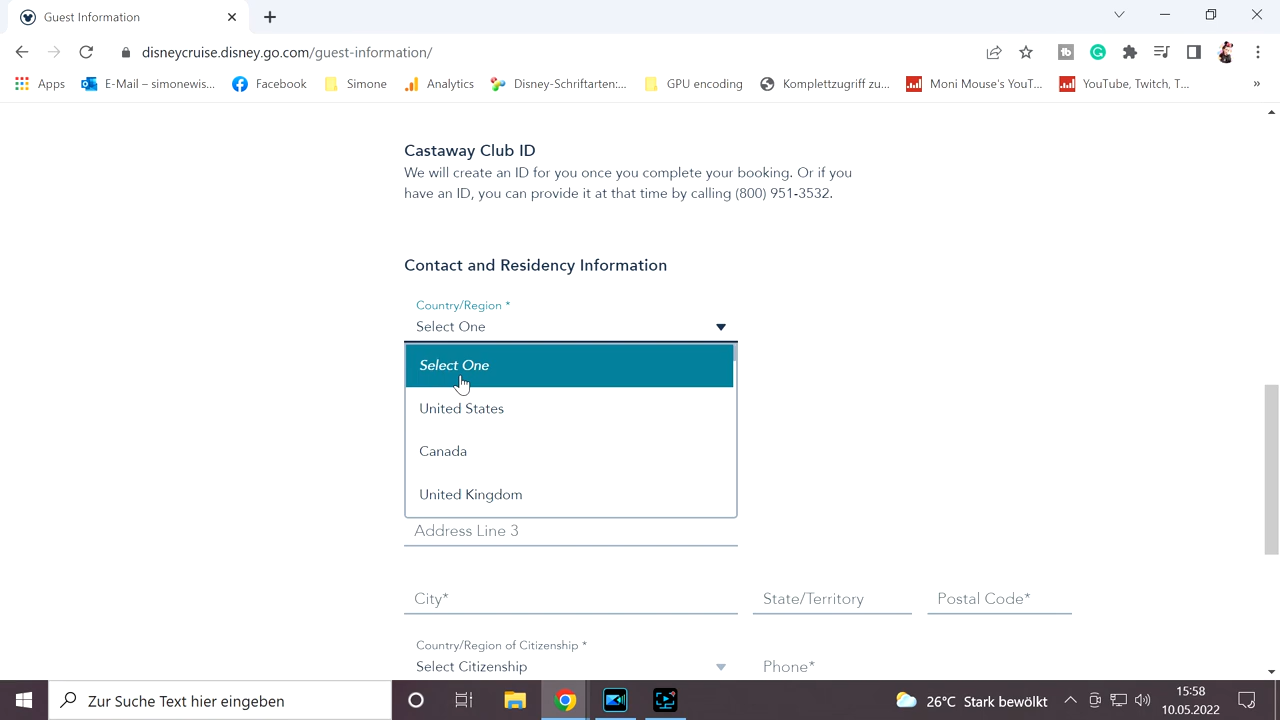 Guest Information
disneycruise.disney.go.com/guest-information/
Apps
E-Mail – simonewis...
Facebook
Simone
Analytics
Disney-Schriftarten:...
GPU encoding
Komplettzugriff zu...
Moni Mouse's YouT...
YouTube, Twitch, T...
»
Castaway Club ID
We will create an ID for you once you complete your booking. Or if you
have an ID, you can provide it at that time by calling (800) 951-3532.
Contact and Residency Information
Country/Region *
Select One
Select One
United States
Canada
United Kingdom
Address Line 3
City*
State/Territory
Postal Code*
Country/Region of Citizenship *
Select Citizenship
Phone*
Zur Suche Text hier eingeben
26°C Stark bewölkt
15:58
10.05.2022